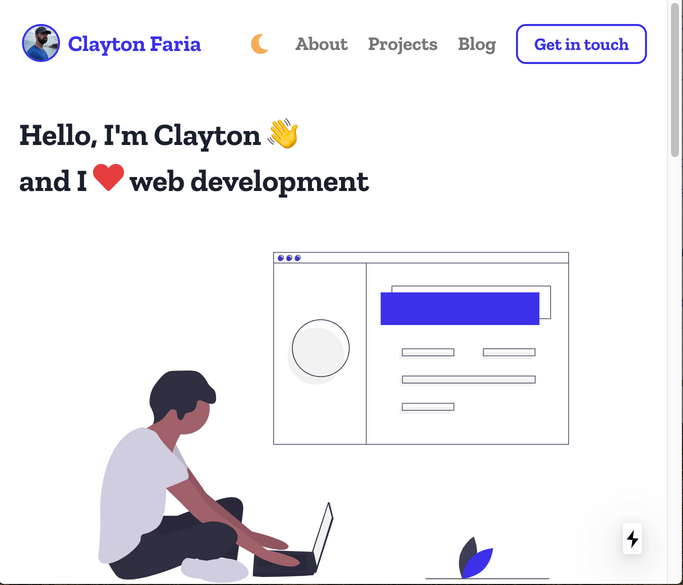 Clayton Faria
About Projects Blog Get in touch
Hello, I'm Clayton 👋
and I ❤️ web development